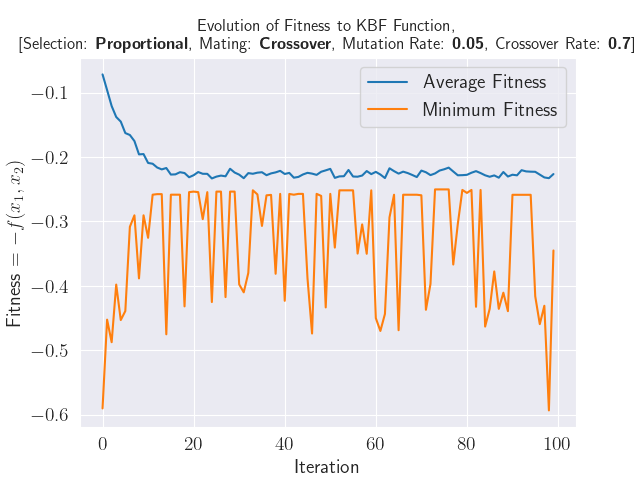 Evolution of Fitness to KBF Function,
[Selection: Proportional, Mating: Crossover, Mutation Rate: 0.05, Crossover Rate: 0.7]
Average Fitness
Minimum Fitness
−0.1
−0.2
−0.3
−0.4
−0.5
−0.6
Fitness = −f(x₁, x₂)
0 20 40 60 80 100
Iteration